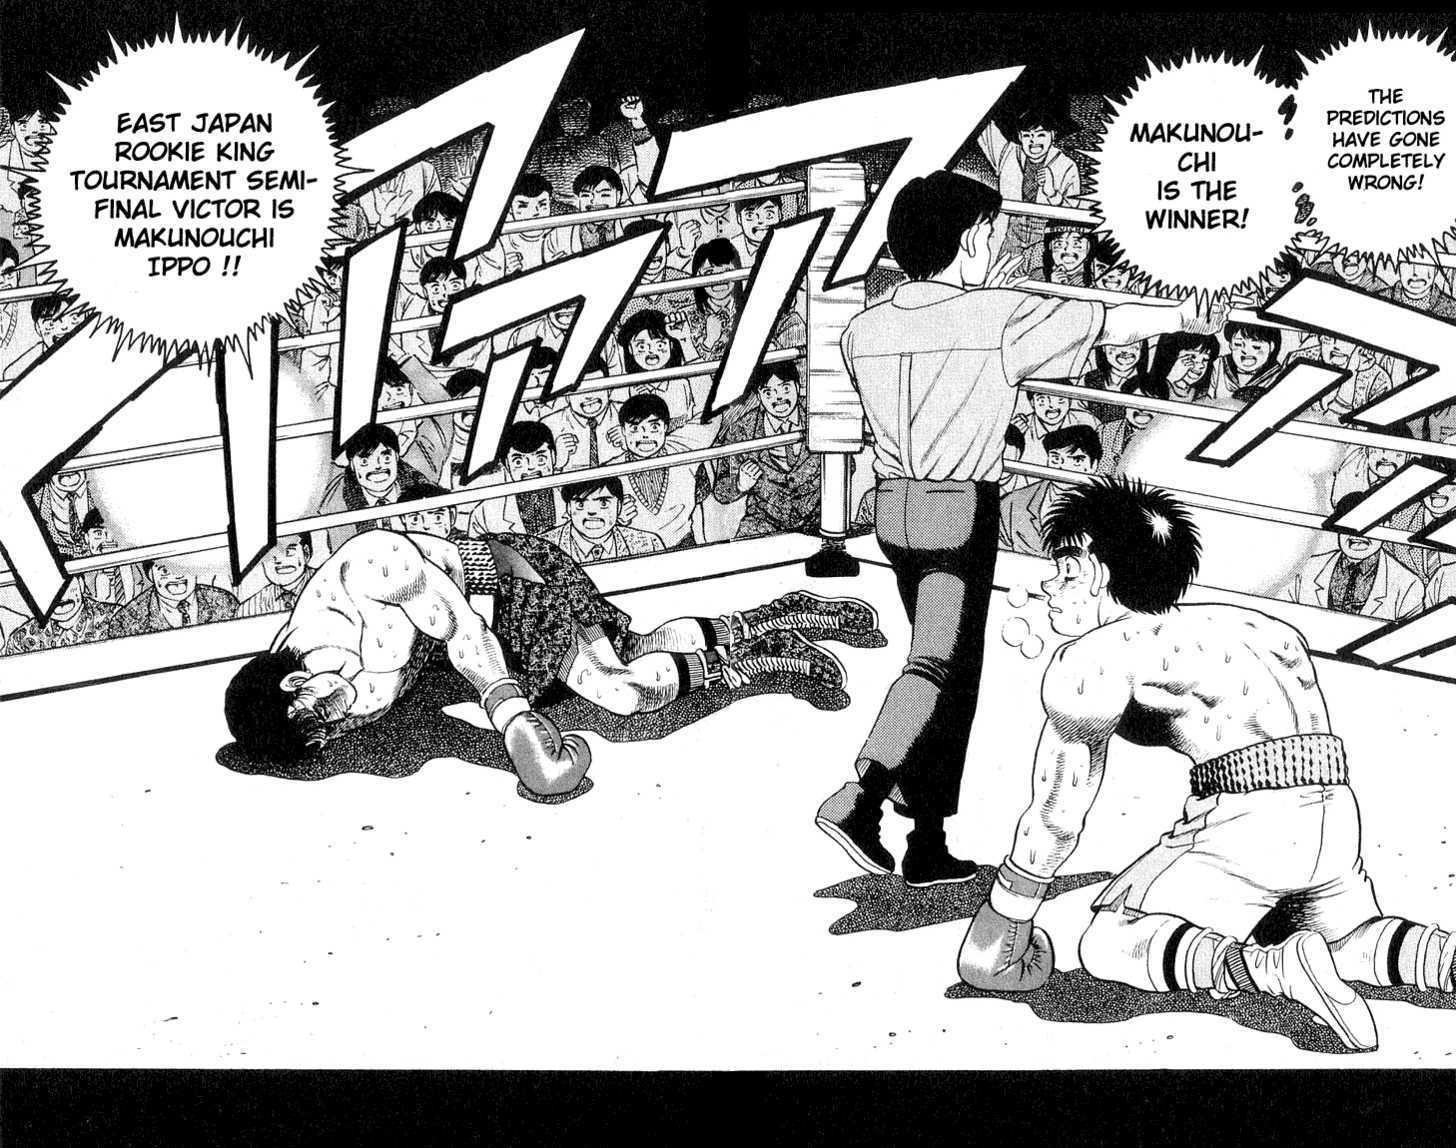 THE
PREDICTIONS
HAVE GONE
COMPLETELY
WRONG!
MAKUNOU-
CHI
IS THE
WINNER!
EAST JAPAN
ROOKIE KING
TOURNAMENT SEMI-
FINAL VICTOR IS
MAKUNOUCHI
IPPO !!